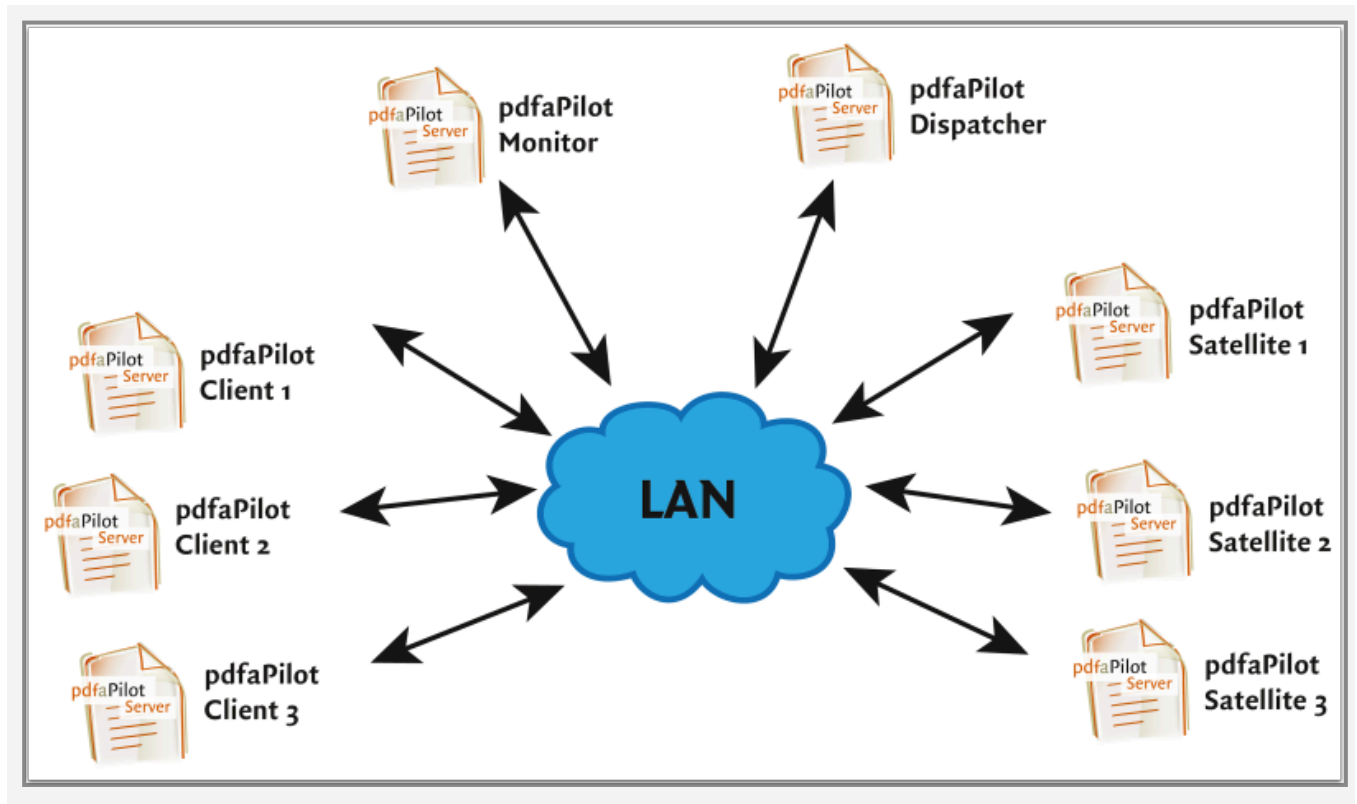 pdfaPilot
Server
pdfaPilot
Monitor
pdfaPilot
Server
pdfaPilot
Dispatcher
pdfaPilot
Server
pdfaPilot
Client 1
pdfaPilot
Server
pdfaPilot
Satellite 1
pdfaPilot
Server
pdfaPilot
Client 2
LAN
pdfaPilot
Server
pdfaPilot
Satellite 2
pdfaPilot
Server
pdfaPilot
Client 3
pdfaPilot
Server
pdfaPilot
Satellite 3